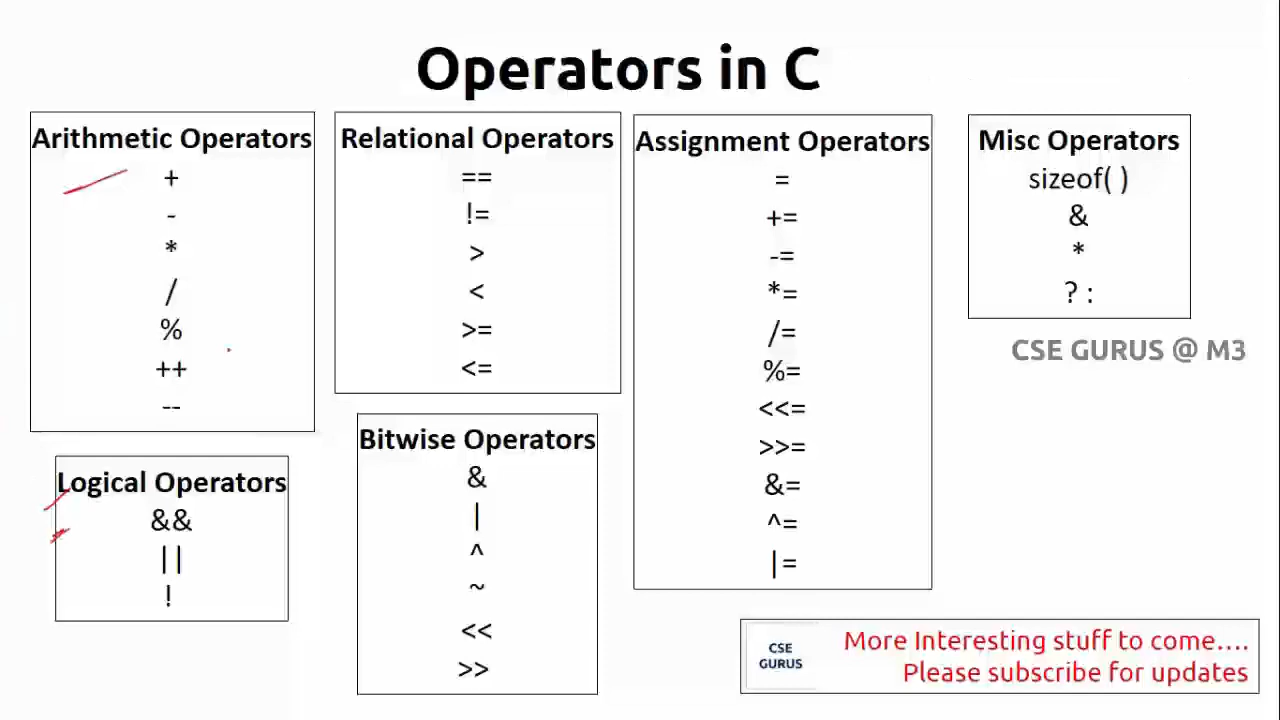 Operators in C
Arithmetic Operators
+
-
*
/
%
++
--
Relational Operators
==
!=
>
<
>=
<=
Assignment Operators
=
+=
-=
*=
/=
%=
<<=
>>=
&=
^=
|=
Misc Operators
sizeof( )
&
*
? :
CSE GURUS @ M3
Logical Operators
&&
||
!
Bitwise Operators
&
|
^
~
<<
>>
CSE
GURUS
More Interesting stuff to come....
Please subscribe for updates